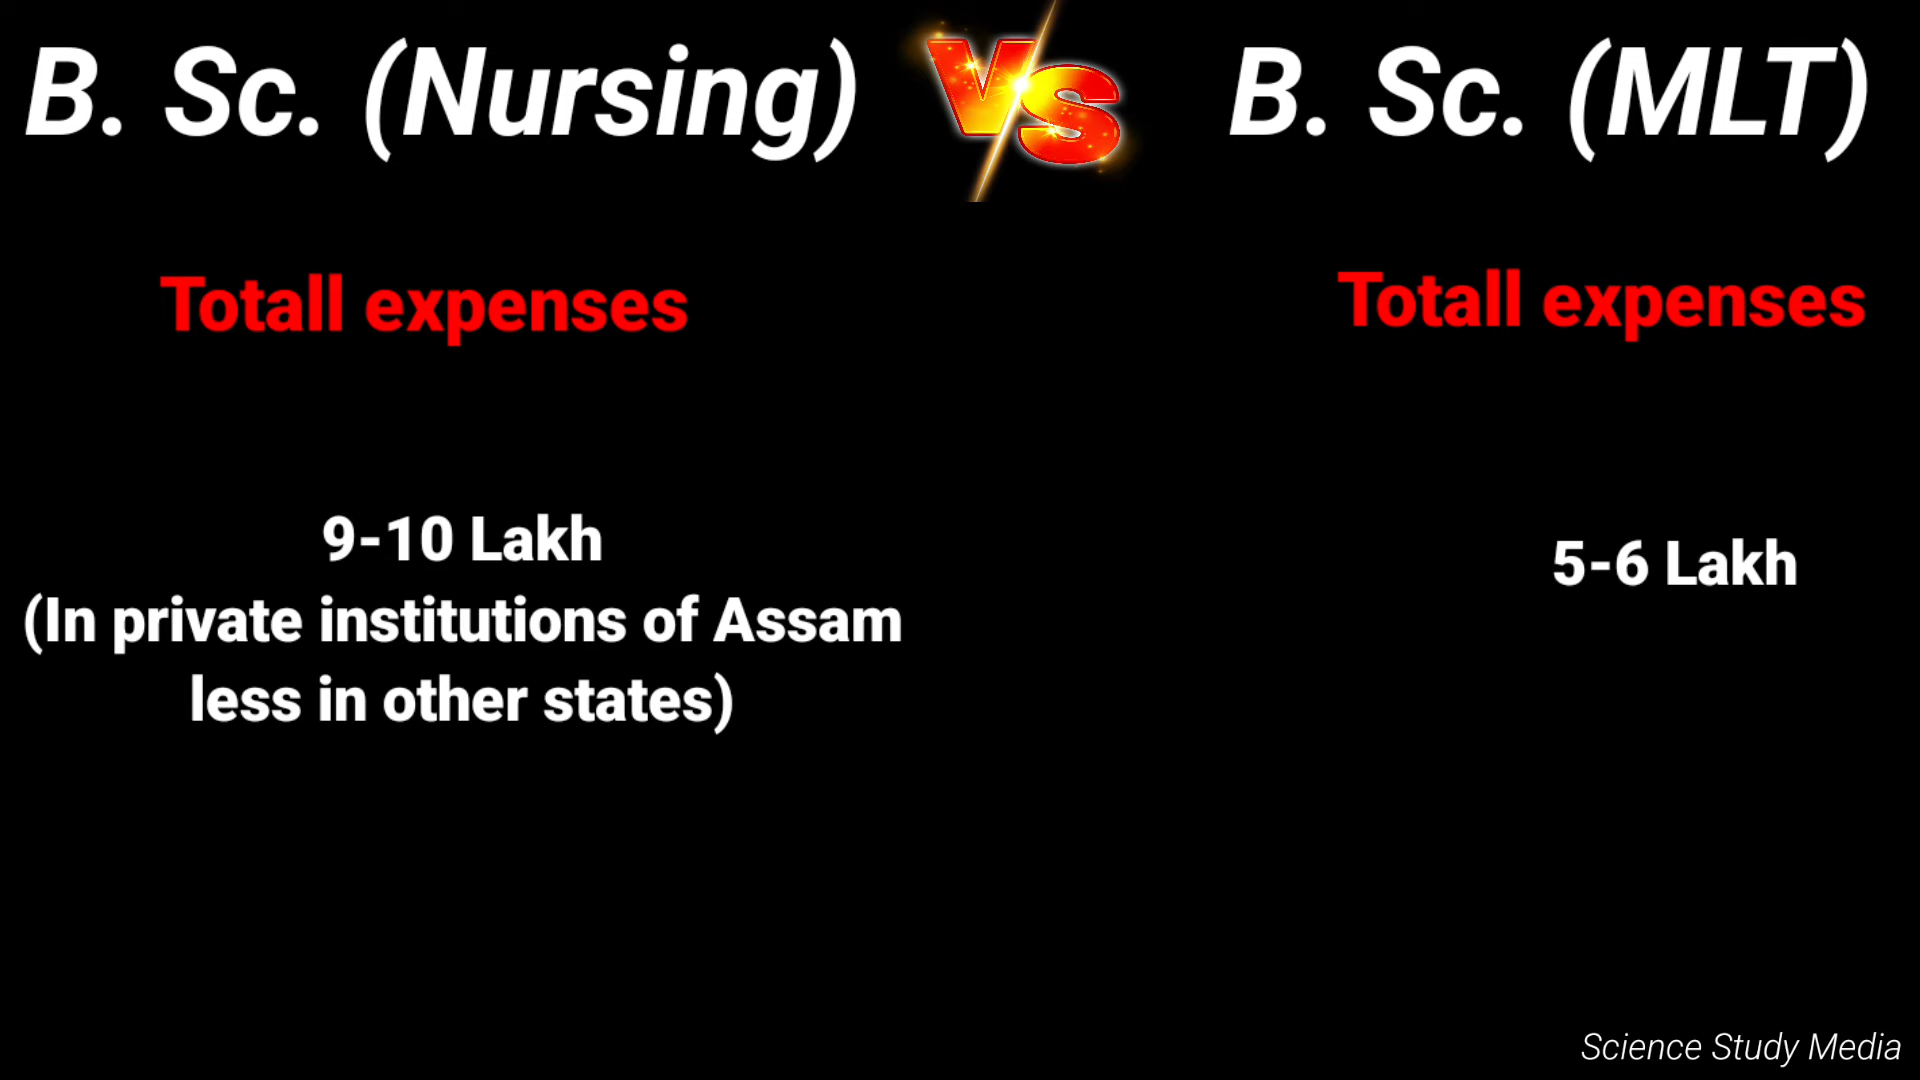 B. Sc. (Nursing) VS B. Sc. (MLT)
Totall expenses
9-10 Lakh
(In private institutions of Assam
less in other states)
Totall expenses
5-6 Lakh
Science Study Media